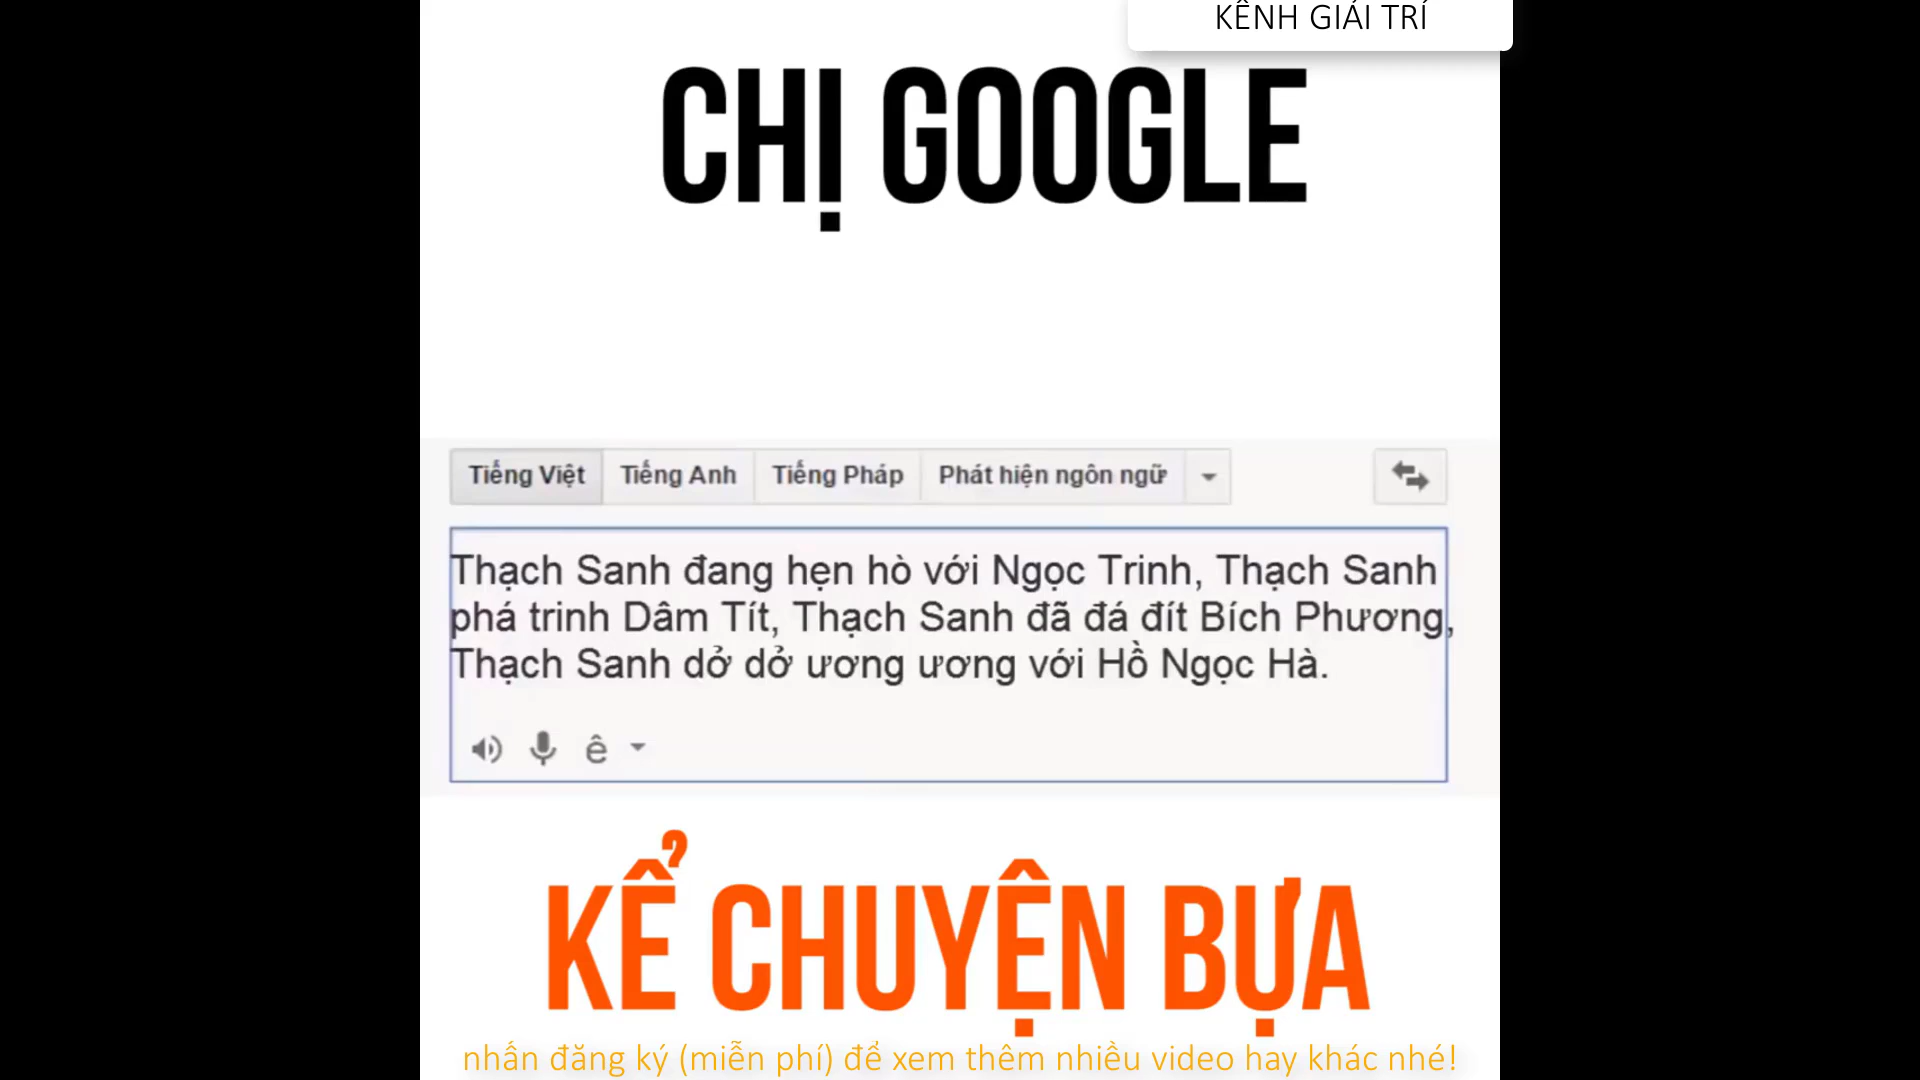 KÊNH GIẢI TRÍ
CHỊ GOOGLE
Tiếng Việt Tiếng Anh Tiếng Pháp Phát hiện ngôn ngữ
Thạch Sanh đang hẹn hò với Ngọc Trinh, Thạch Sanh
phá trinh Dâm Tít, Thạch Sanh đã đá đít Bích Phương,
Thạch Sanh dở dở ương ương với Hồ Ngọc Hà.
ê
KỂ CHUYỆN BỰA
nhấn đăng ký (miễn phí) để xem thêm nhiều video hay khác nhé!